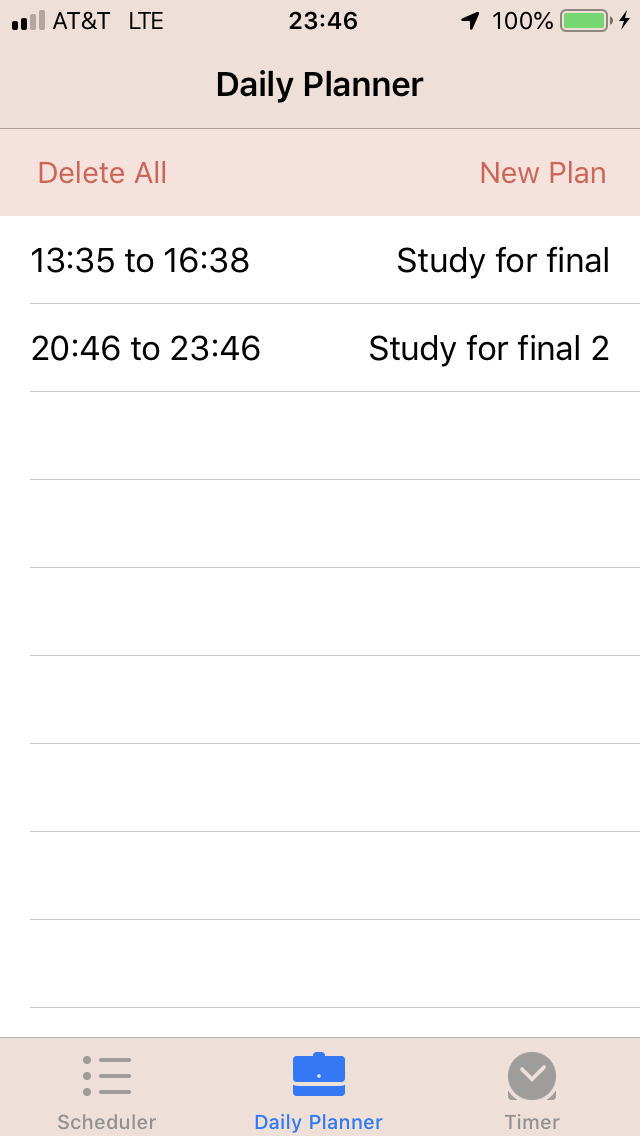 AT&T LTE 23:46 100%
Daily Planner
Delete All New Plan
13:35 to 16:38 Study for final
20:46 to 23:46 Study for final 2
Scheduler Daily Planner Timer